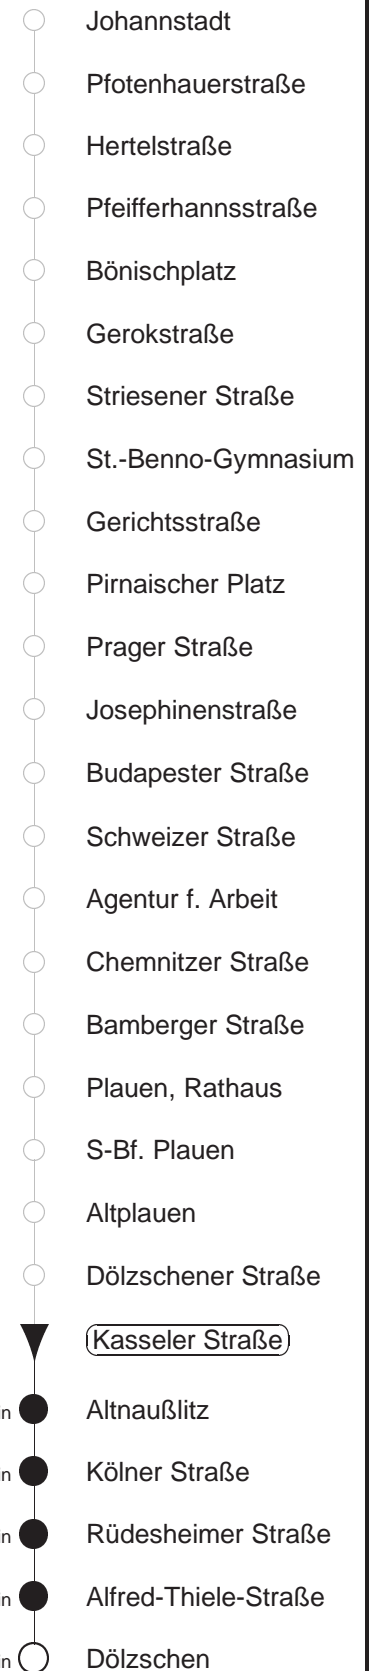 Johannstadt
Pfotenhauerstraße
Hertelstraße
Pfeifferhannsstraße
Bönischplatz
Gerokstraße
Striesener Straße
St.-Benno-Gymnasium
Gerichtsstraße
Pirnaischer Platz
Prager Straße
Josephinenstraße
Budapester Straße
Schweizer Straße
Agentur f. Arbeit
Chemnitzer Straße
Bamberger Straße
Plauen, Rathaus
S-Bf. Plauen
Altplauen
Dölzschener Straße
Kasseler Straße
Altnaußlitz
Kölner Straße
Rüdesheimer Straße
Alfred-Thiele-Straße
Dölzschen